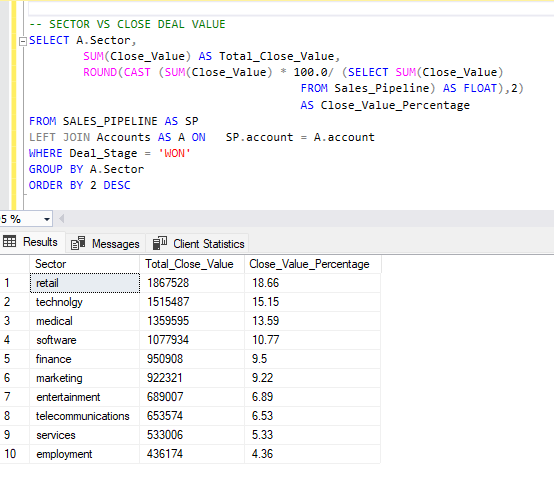 -- SECTOR VS CLOSE DEAL VALUE
SELECT A.Sector,
SUM(Close_Value) AS Total_Close_Value,
ROUND(CAST (SUM(Close_Value) * 100.0/ (SELECT SUM(Close_Value)
FROM Sales_Pipeline) AS FLOAT),2)
AS Close_Value_Percentage
FROM SALES_PIPELINE AS SP
LEFT JOIN Accounts AS A ON SP.account = A.account
WHERE Deal_Stage = 'WON'
GROUP BY A.Sector
ORDER BY 2 DESC
5 %
Results Messages Client Statistics
Sector Total_Close_Value Close_Value_Percentage
1 retail 1867528 18.66
2 technolgy 1515487 15.15
3 medical 1359595 13.59
4 software 1077934 10.77
5 finance 950908 9.5
6 marketing 922321 9.22
7 entertainment 689007 6.89
8 telecommunications 653574 6.53
9 services 533006 5.33
10 employment 436174 4.36